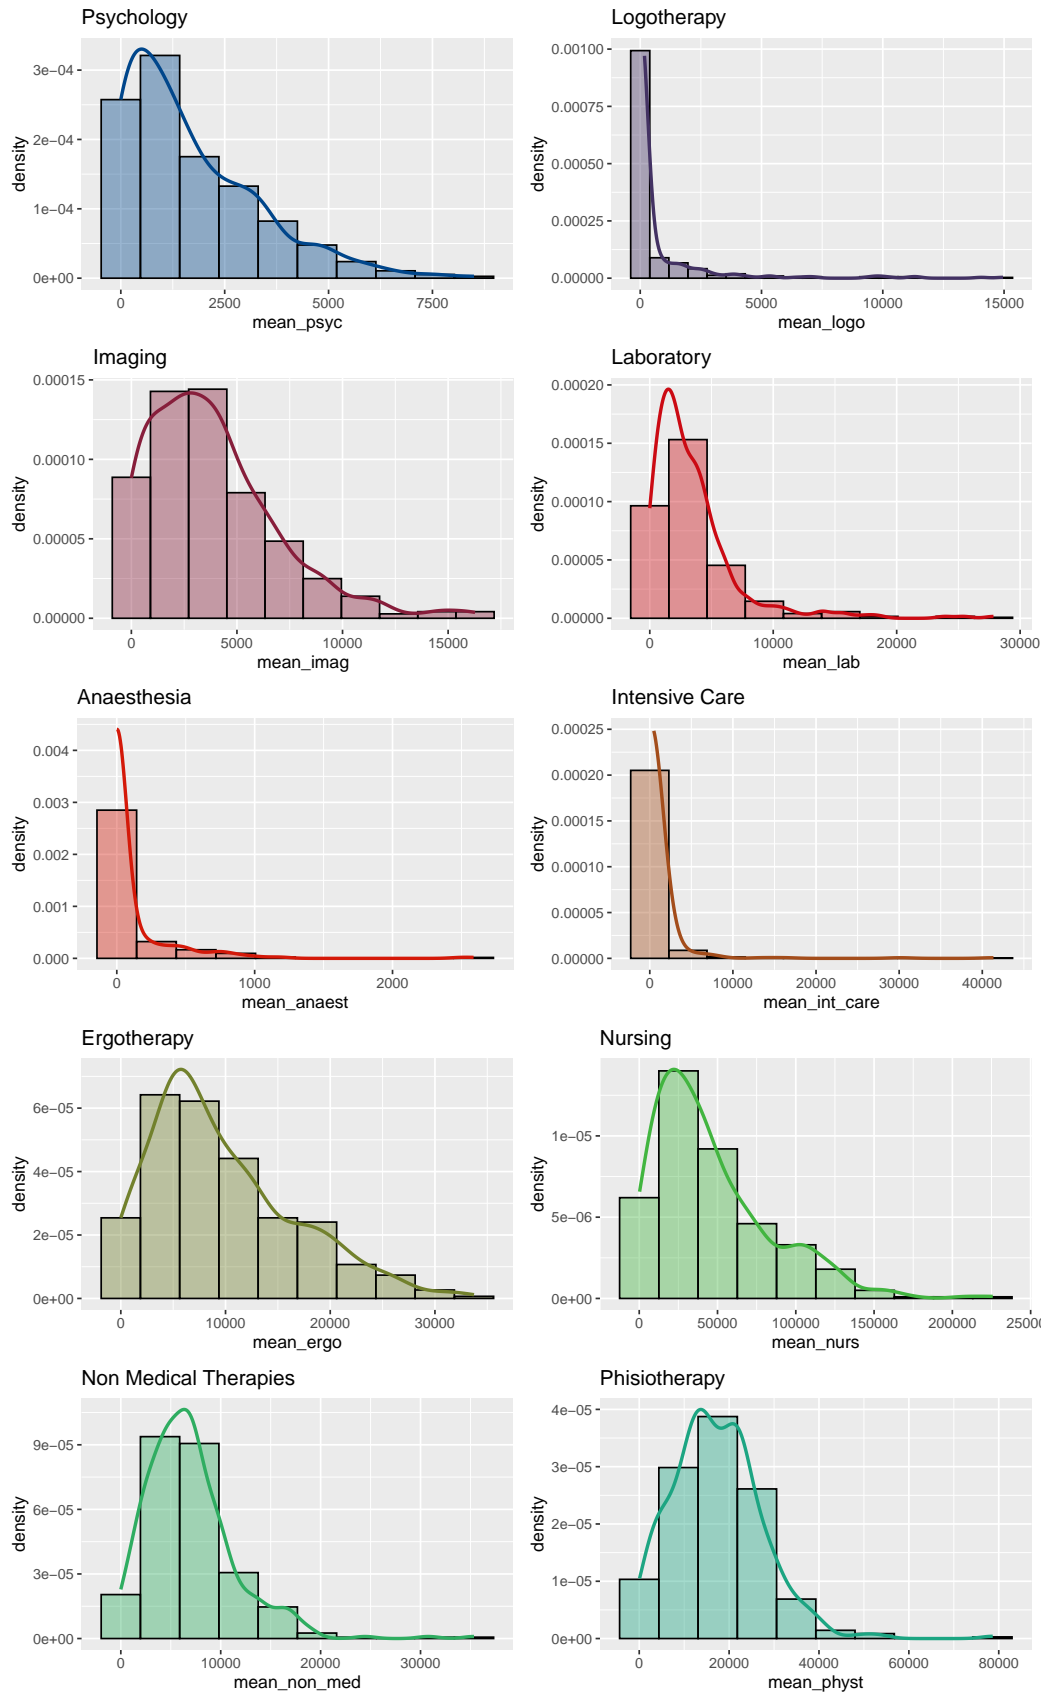 Psychology
3e−04
2e−04
1e−04
0e+00
density
0 2500 5000 7500
mean_psyc
Logotherapy
0.00100
0.00075
0.00050
0.00025
0.00000
density
0 5000 10000 15000
mean_logo
Imaging
0.00015
0.00010
0.00005
0.00000
density
0 5000 10000 15000
mean_imag
Laboratory
0.00020
0.00015
0.00010
0.00005
0.00000
density
0 10000 20000 30000
mean_lab
Anaesthesia
0.004
0.003
0.002
0.001
0.000
density
0 1000 2000
mean_anaest
Intensive Care
0.00025
0.00020
0.00015
0.00010
0.00005
0.00000
density
0 10000 20000 30000 40000
mean_int_care
Ergotherapy
6e−05
4e−05
2e−05
0e+00
density
0 10000 20000 30000
mean_ergo
Nursing
1e−05
5e−06
0e+00
density
0 50000 100000 150000 200000 25000
mean_nurs
Non Medical Therapies
9e−05
6e−05
3e−05
0e+00
density
0 10000 20000 30000
mean_non_med
Phisiotherapy
4e−05
3e−05
2e−05
1e−05
0e+00
density
0 20000 40000 60000 80000
mean_physt